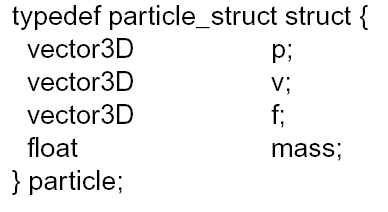 typedef particle_struct struct {
vector3D p;
vector3D v;
vector3D f;
float mass;
} particle;